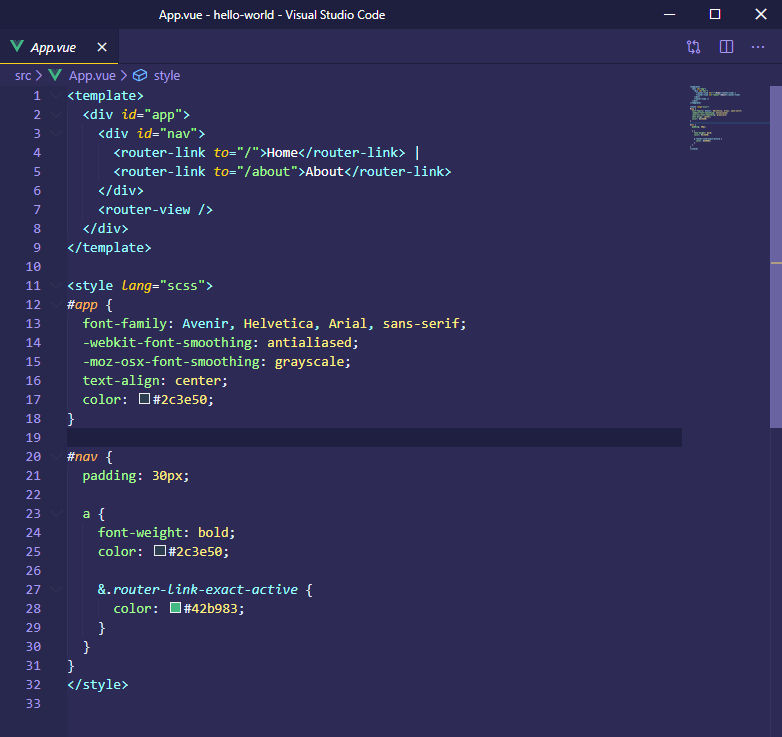 App.vue - hello-world - Visual Studio Code
App.vue
src > App.vue > style
1 <template>
2   <div id="app">
3     <div id="nav">
4       <router-link to="/">Home</router-link> |
5       <router-link to="/about">About</router-link>
6     </div>
7     <router-view />
8   </div>
9 </template>
10
11 <style lang="scss">
12 #app {
13   font-family: Avenir, Helvetica, Arial, sans-serif;
14   -webkit-font-smoothing: antialiased;
15   -moz-osx-font-smoothing: grayscale;
16   text-align: center;
17   color: #2c3e50;
18 }
19
20 #nav {
21   padding: 30px;
22
23   a {
24     font-weight: bold;
25     color: #2c3e50;
26
27     &.router-link-exact-active {
28       color: #42b983;
29     }
30   }
31 }
32 </style>
33